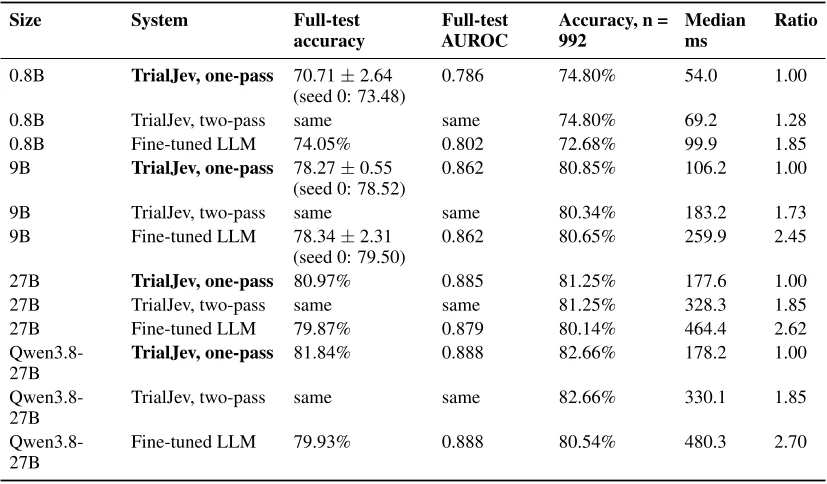 Size System Full-test accuracy Full-test AUROC Accuracy, n = 992 Median ms Ratio
0.8B TrialJev, one-pass 70.71 ± 2.64 (seed 0: 73.48) 0.786 74.80% 54.0 1.00
0.8B TrialJev, two-pass same same 74.80% 69.2 1.28
0.8B Fine-tuned LLM 74.05% 0.802 72.68% 99.9 1.85
9B TrialJev, one-pass 78.27 ± 0.55 (seed 0: 78.52) 0.862 80.85% 106.2 1.00
9B TrialJev, two-pass same same 80.34% 183.2 1.73
9B Fine-tuned LLM 78.34 ± 2.31 (seed 0: 79.50) 0.862 80.65% 259.9 2.45
27B TrialJev, one-pass 80.97% 0.885 81.25% 177.6 1.00
27B TrialJev, two-pass same same 81.25% 328.3 1.85
27B Fine-tuned LLM 79.87% 0.879 80.14% 464.4 2.62
Qwen3.8-27B TrialJev, one-pass 81.84% 0.888 82.66% 178.2 1.00
Qwen3.8-27B TrialJev, two-pass same same 82.66% 330.1 1.85
Qwen3.8-27B Fine-tuned LLM 79.93% 0.888 80.54% 480.3 2.70